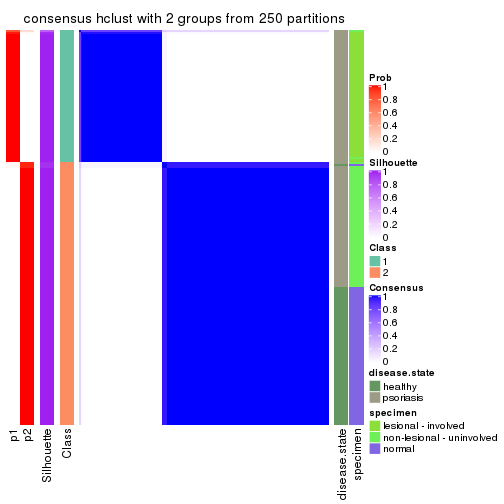 consensus hclust with 2 groups from 250 partitions
p1
p2
Silhouette
Class
disease.state
specimen
Prob
1
0.8
0.6
0.4
0.2
0
Silhouette
1
0.8
0.6
0.4
0.2
0
Class
1
2
Consensus
1
0.8
0.6
0.4
0.2
0
disease.state
healthy
psoriasis
specimen
lesional - involved
non-lesional - uninvolved
normal